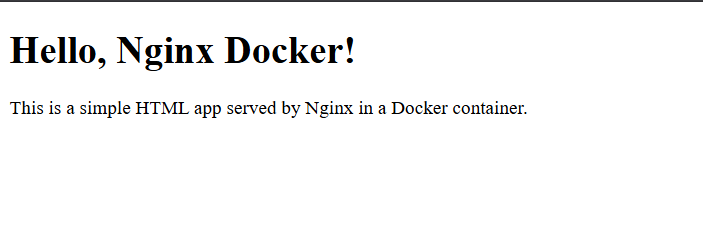 Hello, Nginx Docker!
This is a simple HTML app served by Nginx in a Docker container.